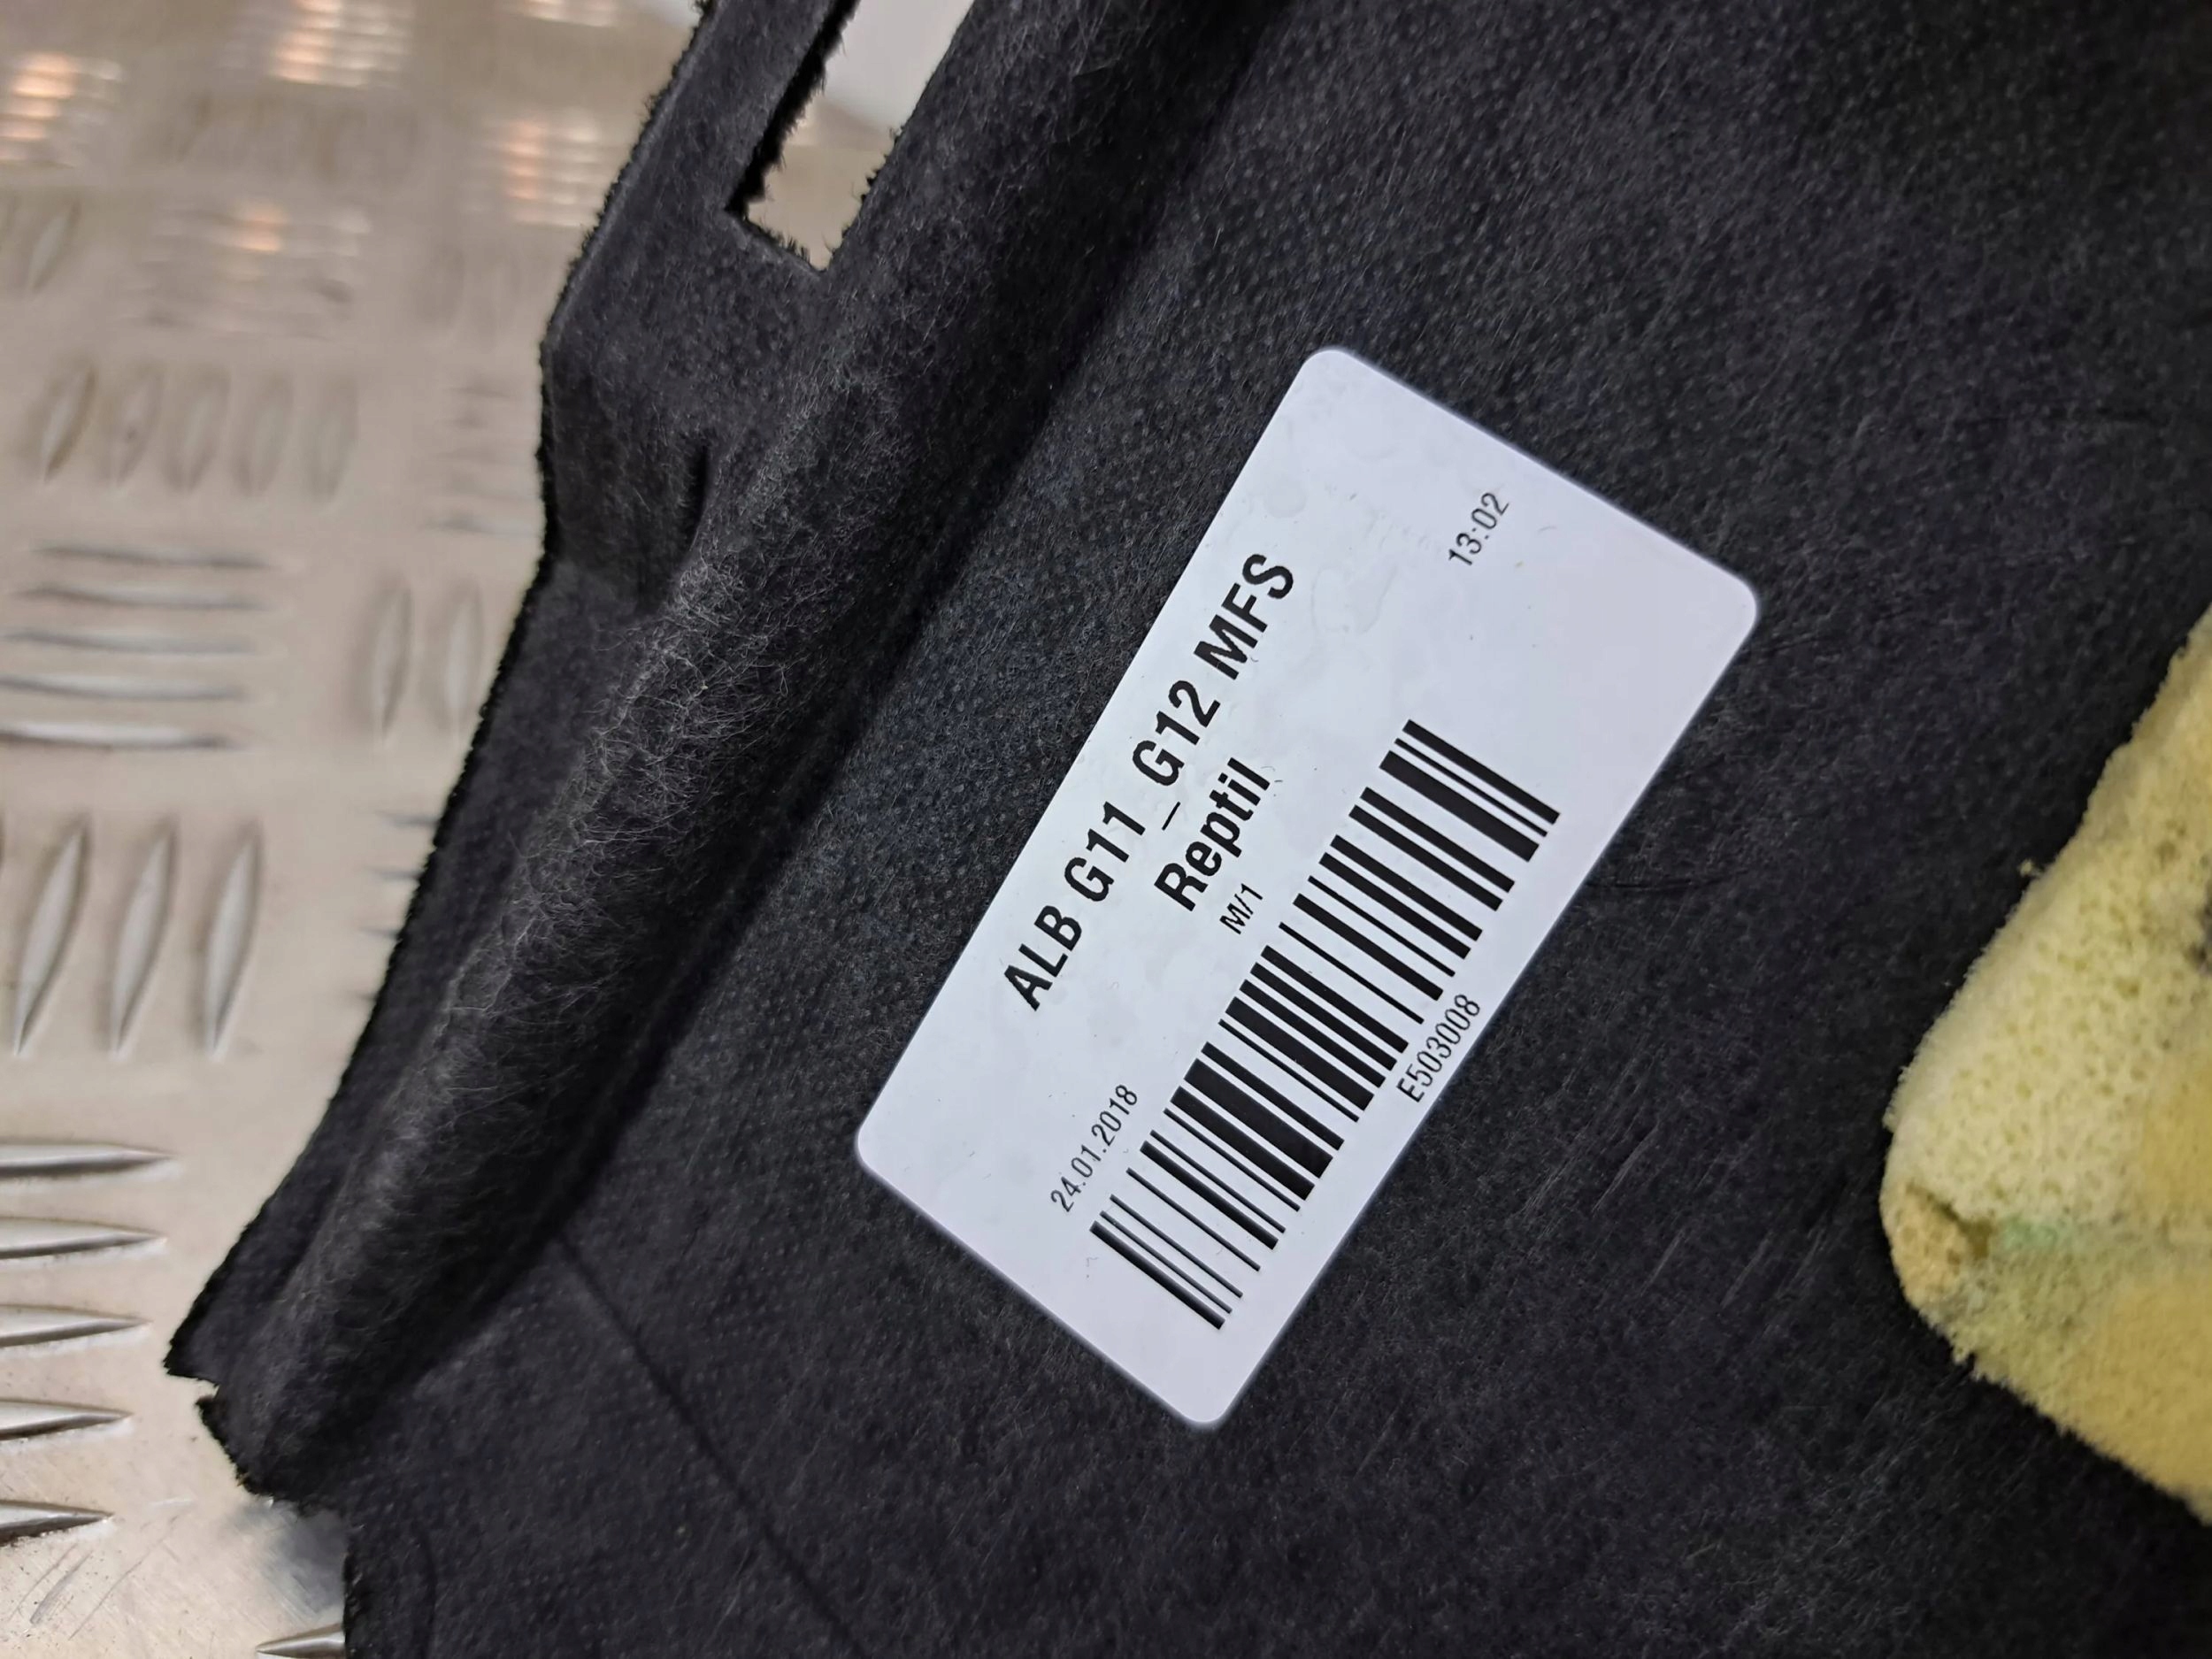 ALB G11_G12 MFS
Reptil
M/1
24.01.2018
13:02
E503008